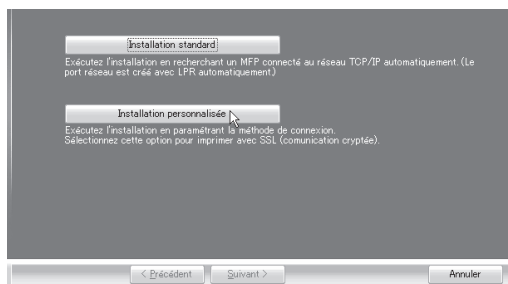 Installation standard
Exécutez l'installation en recherchant un MFP connecté au réseau TCP/IP automatiquement. (Le
port réseau est créé avec LPR automatiquement.)
Installation personnalisée
Exécutez l'installation en paramétrant la méthode de connexion.
Sélectionnez cette option pour imprimer avec SSL (comunication cryptée).
< Précédent
Suivant >
Annuler